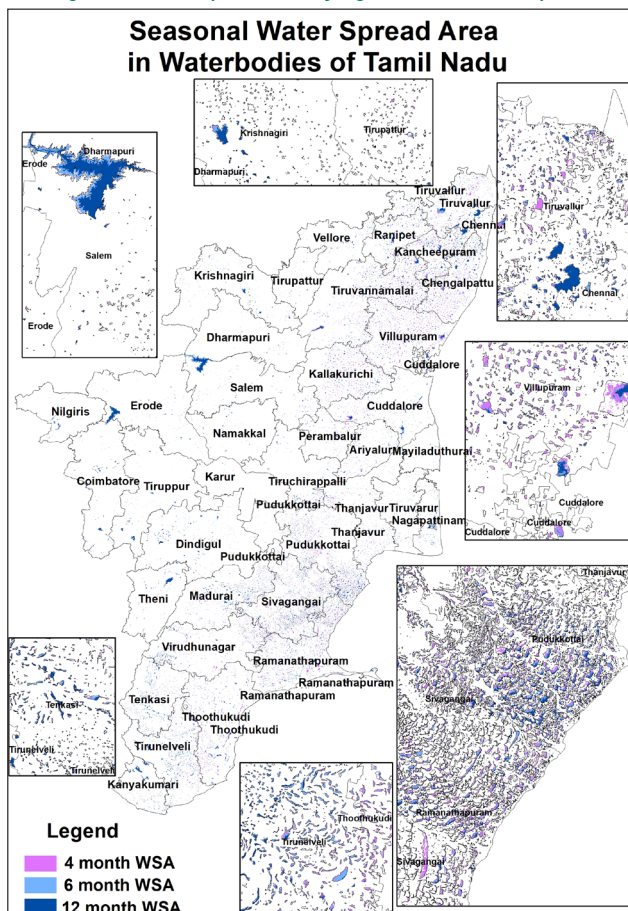 Seasonal Water Spread Area
in Waterbodies of Tamil Nadu
Krishnagiri
Tirupattur
Dharmapuri
Dharmapuri
Erode
Salem
Erode
Tiruvallur
Chennai
Tiruvallur
Tiruvallur
Chennai
Vellore
Ranipet
Kancheepuram
Krishnagiri
Tirupattur
Chengalpattu
Tiruvannamalai
Dharmapuri
Villupuram
Cuddalore
Kallakurichi
Salem
Erode
Nilgiris
Cuddalore
Namakkal
Perambalur
Ariyalur
Mayiladuthurai
Karur
Tiruchirappalli
Coimbatore
Tiruppur
Pudukkottai
Thanjavur
Tiruvarur
Nagapattinam
Thanjavur
Dindigul
Pudukkottai
Pudukkottai
Theni
Madurai
Sivagangai
Virudhunagar
Ramanathapuram
Ramanathapuram
Ramanathapuram
Tenkasi
Thoothukudi
Thoothukudi
Tirunelveli
Kanyakumari
Villupuram
Cuddalore
Cuddalore
Cuddalore
Thanjavur
Pudukkottai
Sivagangai
Ramanathapuram
Sivagangai
Tenkasi
Tirunelveli
Tirunelveli
Thoothukudi
Tirunelveli
Legend
4 month WSA
6 month WSA
12 month WSA